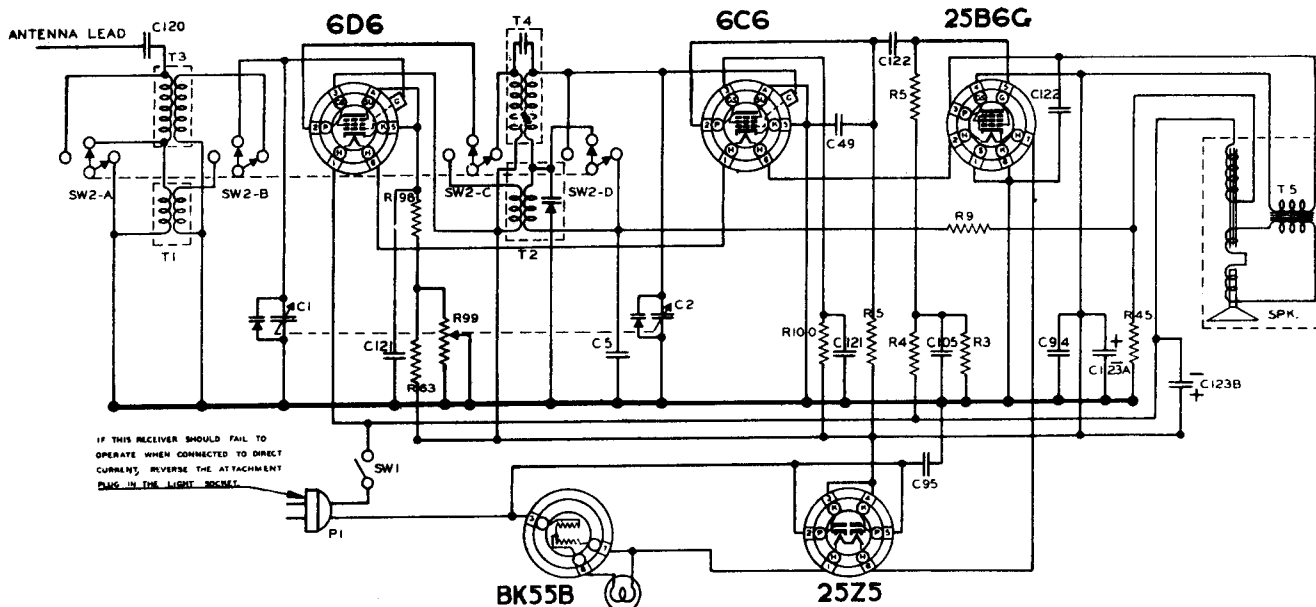 6D6
T4
6C6
25B6G
C120
ANTENNA LEAD
T3
C122
R5
C122
C49
SW2-A
SW2-B
R98
SW2-C
SW2-D
T5
R9
T1
T2
C1
R99
C2
SPK.
C121
C5
R100
C121
R5
R4
C105
R3
C94
C123A
R45
R63
C123B
IF THIS RECEIVER SHOULD FAIL TO
OPERATE WHEN CONNECTED TO DIRECT
CURRENT, REVERSE THE ATTACHMENT
PLUG IN THE LIGHT SOCKET.
SW1
C95
P1
BK55B
25Z5